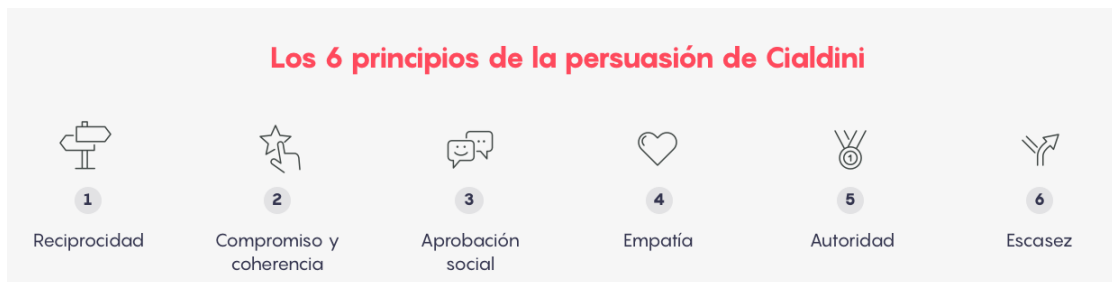 Los 6 principios de la persuasión de Cialdini
1
1
2
3
4
5
6
Reciprocidad
Compromiso y
coherencia
Aprobación
social
Empatía
Autoridad
Escasez